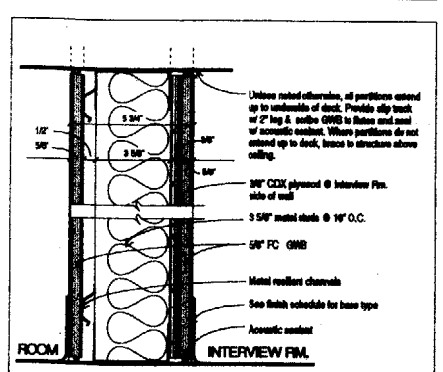 Unless noted otherwise, all partitions extend
up to underside of deck. Provide slip track
w/ 2" leg & scribe GWB to flutes and seal
w/ acoustic sealant. Where partitions do not
extend up to deck, brace to structure above
ceiling.
5 3/4"
1/2"
5/8"
5/8"
3 5/8"
5/8"
3/8" CDX plywood @ Interview Rm.
side of wall
3 5/8" metal studs @ 16" O.C.
5/8" FC GWB
Metal resilient channels
See finish schedule for base type
Acoustic sealant
ROOM
INTERVIEW RM.